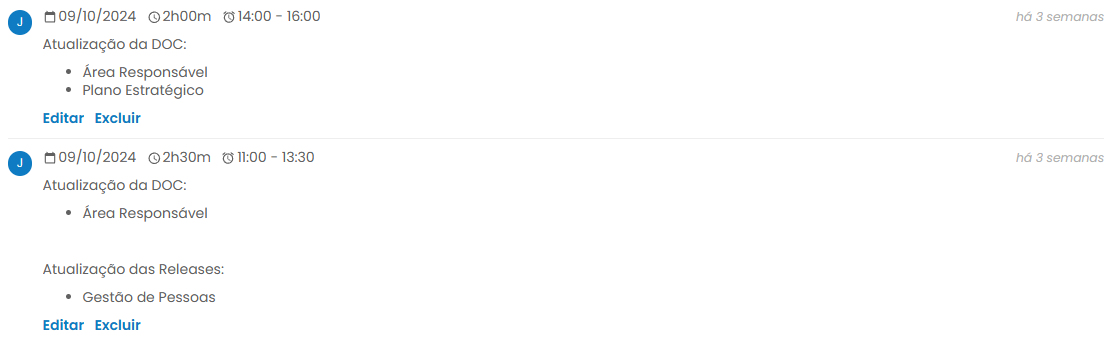 J 09/10/2024 2h00m 14:00 - 16:00 há 3 semanas
Atualização da DOC:
• Área Responsável
• Plano Estratégico
Editar Excluir
J 09/10/2024 2h30m 11:00 - 13:30 há 3 semanas
Atualização da DOC:
• Área Responsável
Atualização das Releases:
• Gestão de Pessoas
Editar Excluir